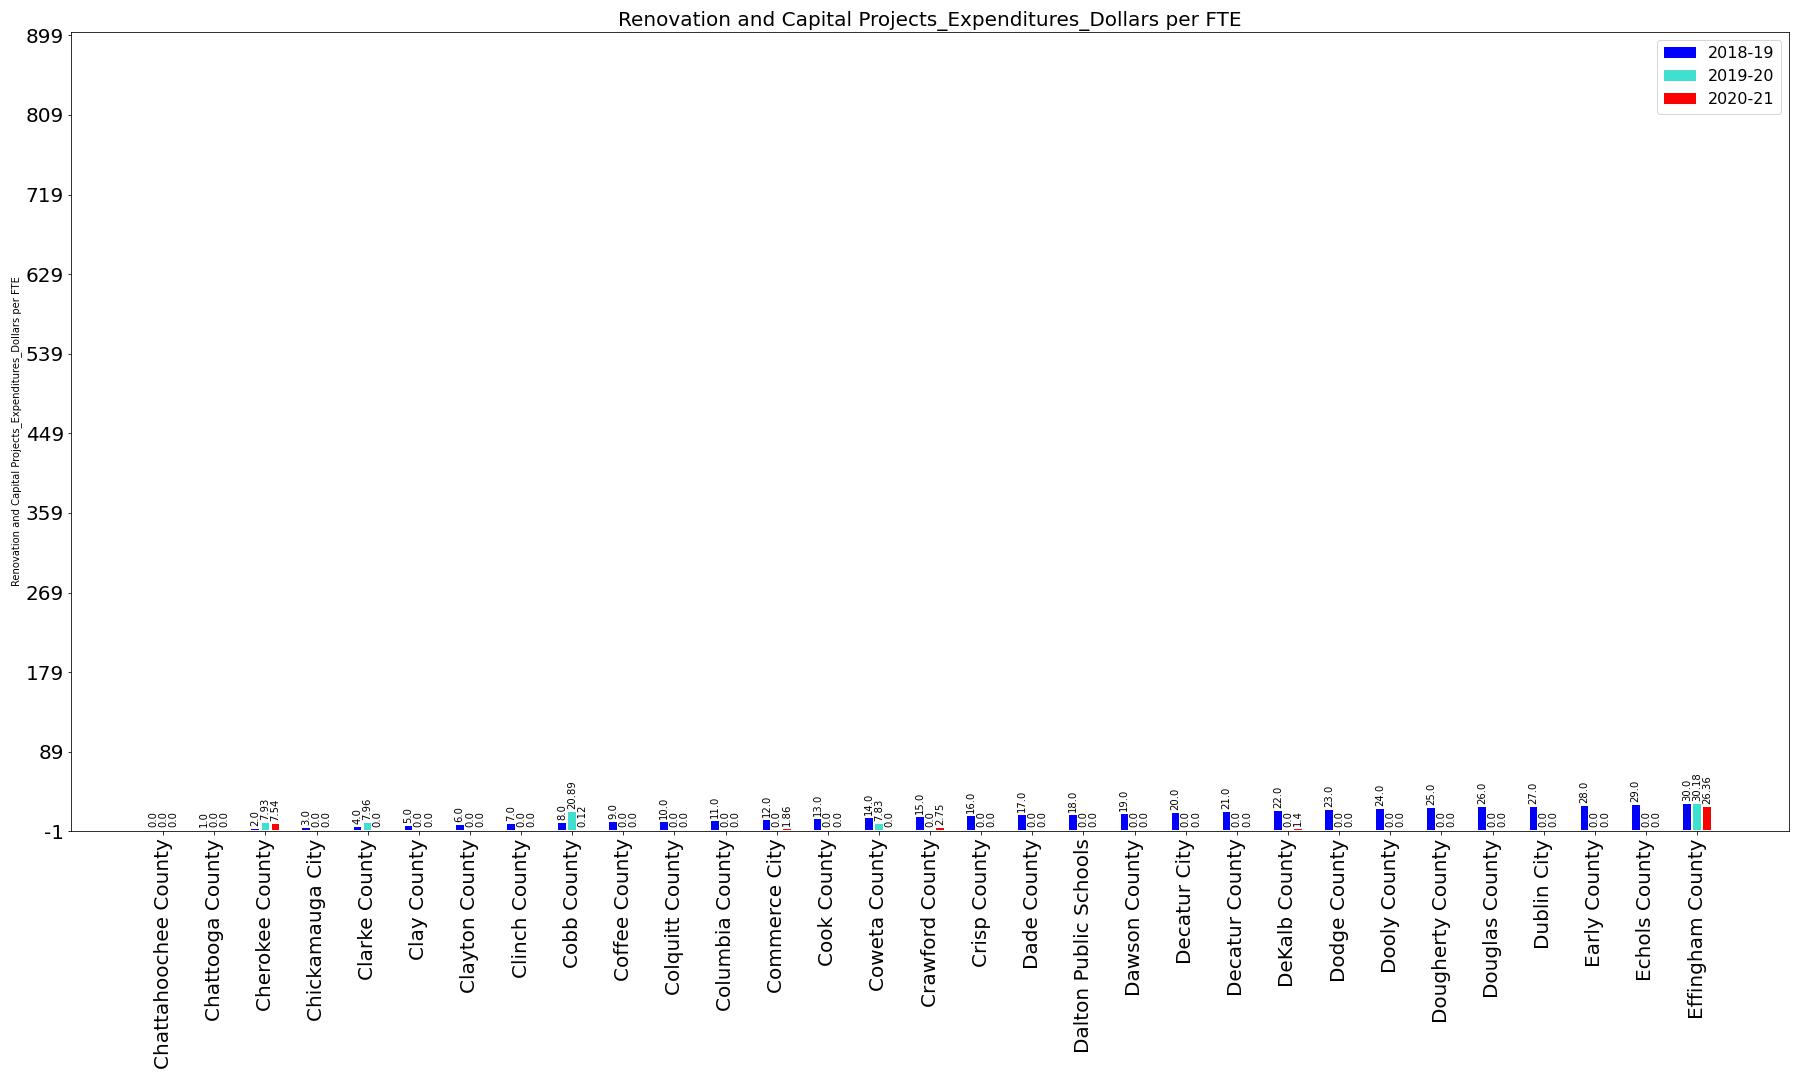 Renovation and Capital Projects_Expenditures_Dollars per FTE
2018-19
2019-20
2020-21
Renovation and Capital Projects_Expenditures_Dollars per FTE
899
809
719
629
539
449
359
269
179
89
-1
0.0 0.0 0.0
1.0 0.0 0.0
2.0 7.93 7.54
3.0 0.0 0.0
4.0 7.96 0.0
5.0 0.0 0.0
6.0 0.0 0.0
7.0 0.0 0.0
8.0 20.89 0.12
9.0 0.0 0.0
10.0 0.0 0.0
11.0 0.0 0.0
12.0 0.0 1.86
13.0 0.0 0.0
14.0 7.83 0.0
15.0 0.0 2.75
16.0 0.0 0.0
17.0 0.0 0.0
18.0 0.0 0.0
19.0 0.0 0.0
20.0 0.0 0.0
21.0 0.0 0.0
22.0 0.0 1.4
23.0 0.0 0.0
24.0 0.0 0.0
25.0 0.0 0.0
26.0 0.0 0.0
27.0 0.0 0.0
28.0 0.0 0.0
29.0 0.0 0.0
30.0 30.18 26.36
Chattahoochee County
Chattooga County
Cherokee County
Chickamauga City
Clarke County
Clay County
Clayton County
Clinch County
Cobb County
Coffee County
Colquitt County
Columbia County
Commerce City
Cook County
Coweta County
Crawford County
Crisp County
Dade County
Dalton Public Schools
Dawson County
Decatur City
Decatur County
DeKalb County
Dodge County
Dooly County
Dougherty County
Douglas County
Dublin City
Early County
Echols County
Effingham County